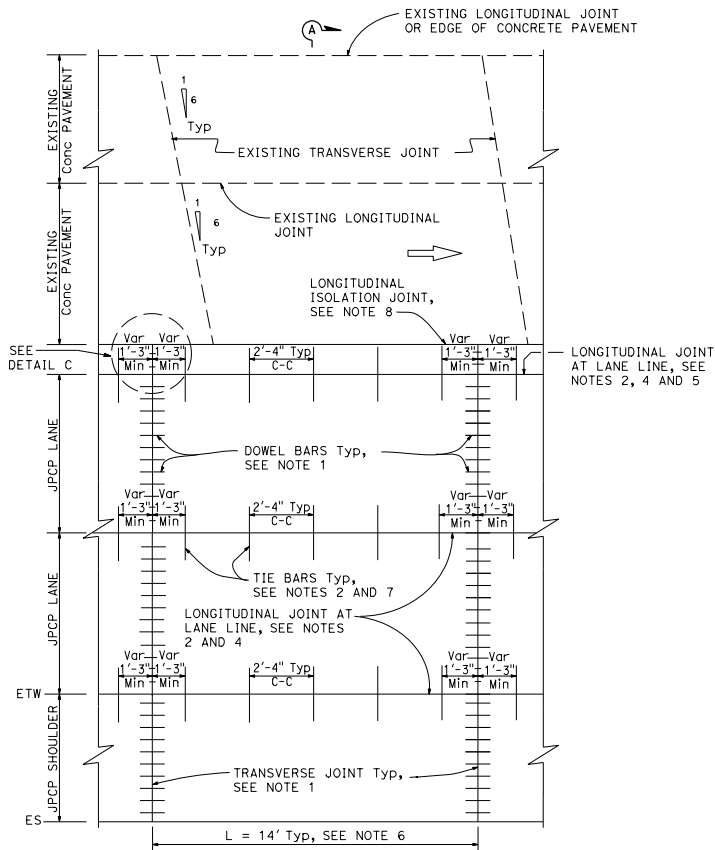 EXISTING LONGITUDINAL JOINT
OR EDGE OF CONCRETE PAVEMENT
A
EXISTING
Conc PAVEMENT
1
6
Typ
EXISTING TRANSVERSE JOINT
EXISTING
Conc PAVEMENT
1
6
Typ
EXISTING LONGITUDINAL
JOINT
LONGITUDINAL
ISOLATION JOINT,
SEE NOTE 8
SEE
DETAIL C
Var Var
1'-3" 1'-3"
Min Min
2'-4" Typ
C-C
Var Var
1'-3" 1'-3"
Min Min
LONGITUDINAL JOINT
AT LANE LINE, SEE
NOTES 2, 4 AND 5
JPCP LANE
DOWEL BARS Typ,
SEE NOTE 1
Var Var
1'-3" 1'-3"
Min Min
2'-4" Typ
C-C
Var Var
1'-3" 1'-3"
Min Min
JPCP LANE
TIE BARS Typ,
SEE NOTES 2 AND 7
LONGITUDINAL JOINT AT
LANE LINE, SEE NOTES
2 AND 4
Var Var
1'-3" 1'-3"
Min Min
2'-4" Typ
C-C
Var Var
1'-3" 1'-3"
Min Min
ETW
JPCP SHOULDER
TRANSVERSE JOINT Typ,
SEE NOTE 1
ES
L = 14' Typ, SEE NOTE 6